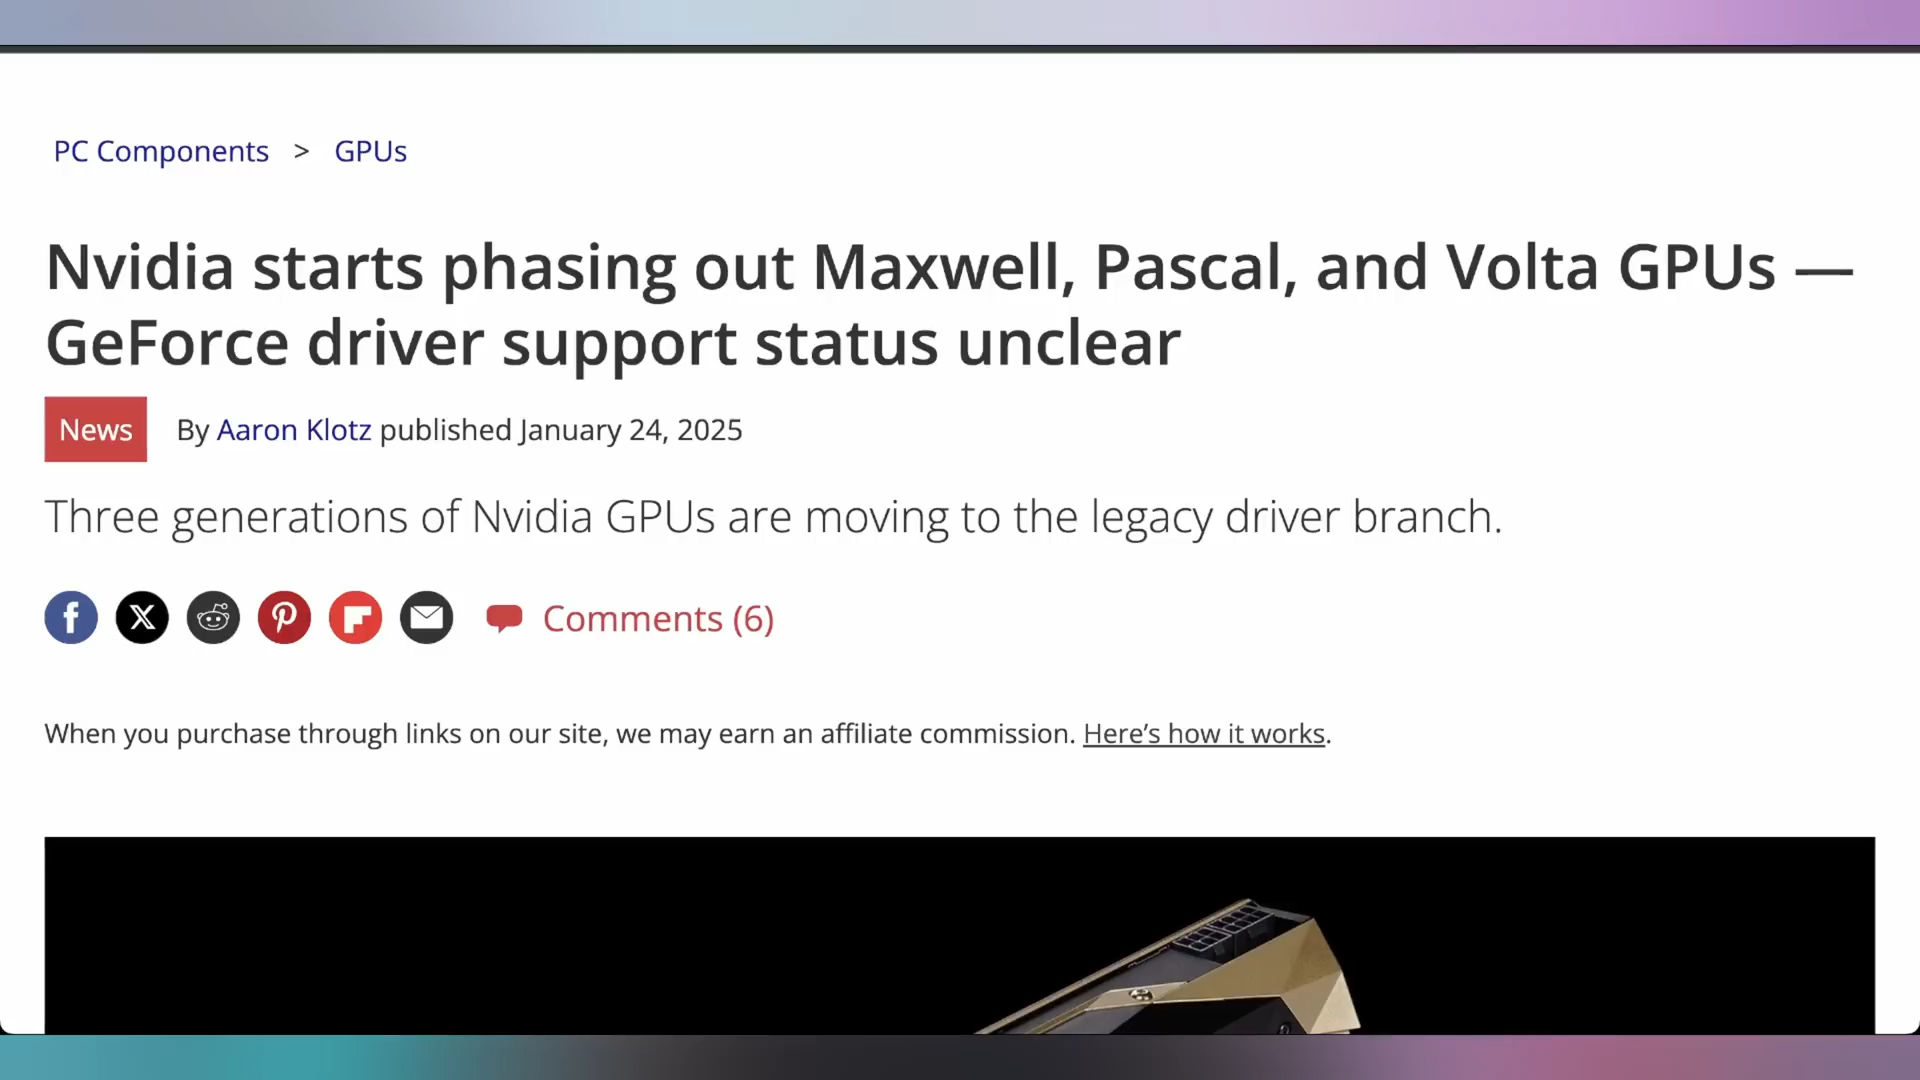 PC Components > GPUs
Nvidia starts phasing out Maxwell, Pascal, and Volta GPUs —
GeForce driver support status unclear
News By Aaron Klotz published January 24, 2025
Three generations of Nvidia GPUs are moving to the legacy driver branch.
Comments (6)
When you purchase through links on our site, we may earn an affiliate commission. Here’s how it works.